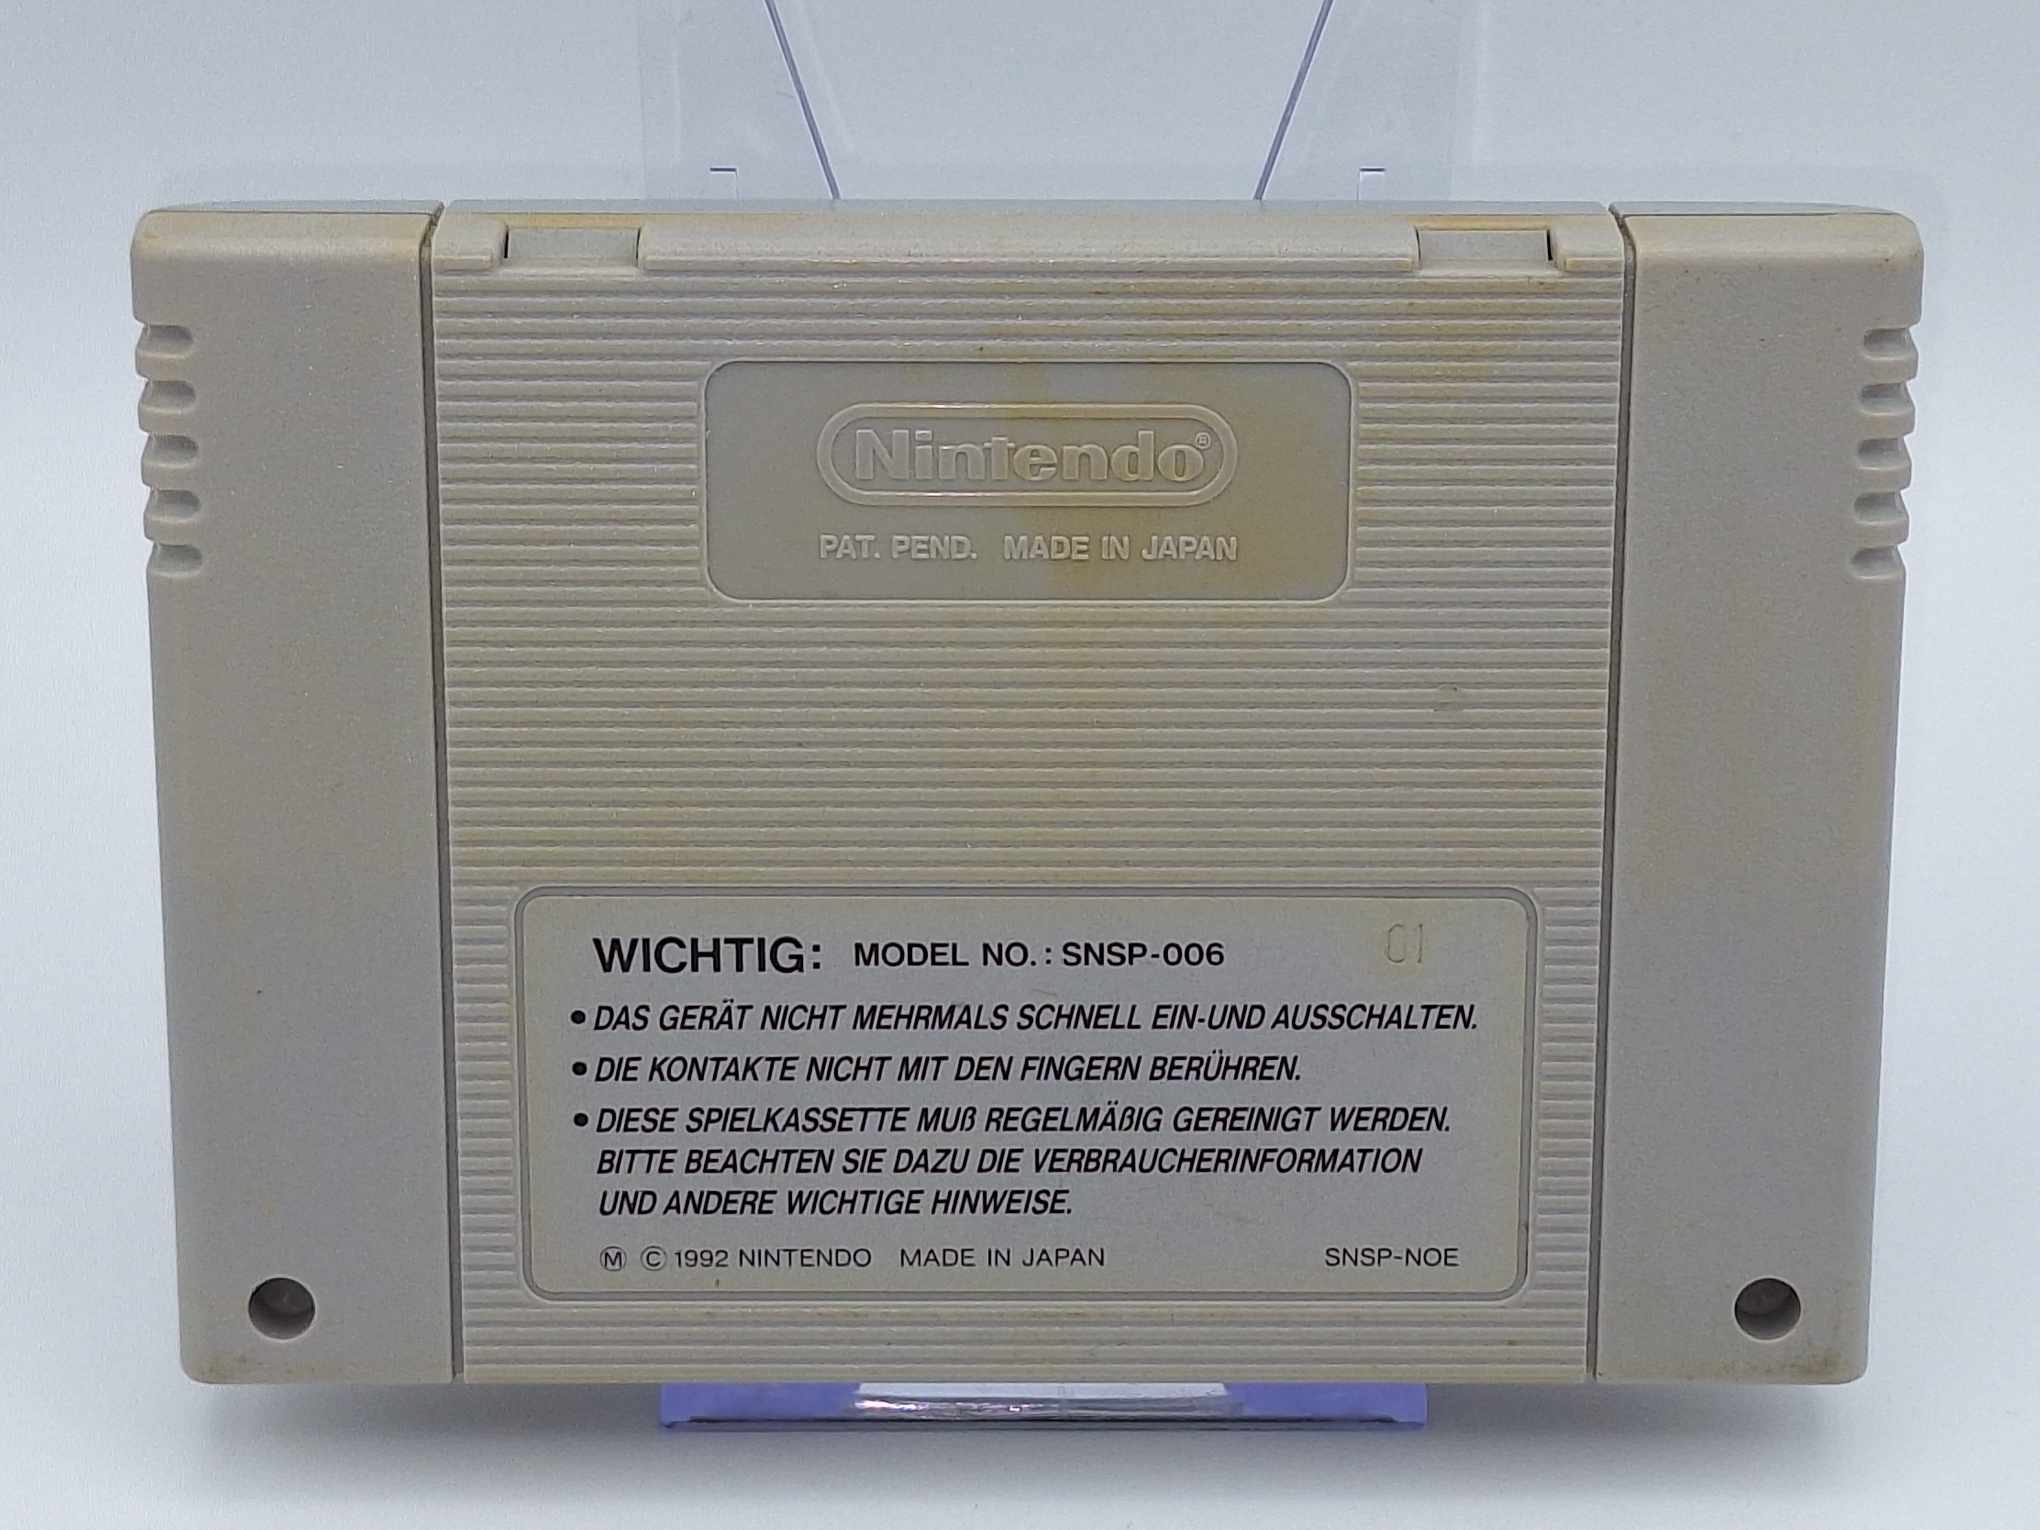 Nintendo®
PAT. PEND. MADE IN JAPAN
WICHTIG: MODEL NO.: SNSP-006 01
• DAS GERÄT NICHT MEHRMALS SCHNELL EIN-UND AUSSCHALTEN.
• DIE KONTAKTE NICHT MIT DEN FINGERN BERÜHREN.
• DIESE SPIELKASSETTE MUß REGELMÄßIG GEREINIGT WERDEN.
BITTE BEACHTEN SIE DAZU DIE VERBRAUCHERINFORMATION
UND ANDERE WICHTIGE HINWEISE.
Ⓜ © 1992 NINTENDO MADE IN JAPAN SNSP-NOE